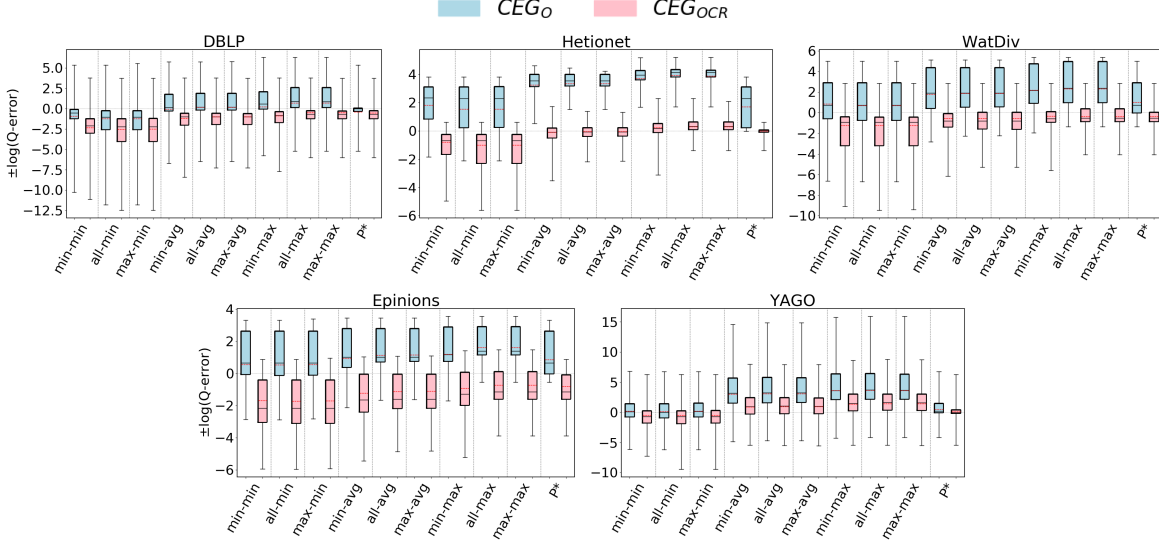 CEG_O CEG_OCR
DBLP
±log(Q-error)
5.0
2.5
0.0
−2.5
−5.0
−7.5
−10.0
−12.5
min-min
all-min
max-min
min-avg
all-avg
max-avg
min-max
all-max
max-max
P*
Hetionet
4
2
0
−2
−4
−6
min-min
all-min
max-min
min-avg
all-avg
max-avg
min-max
all-max
max-max
P*
WatDiv
6
4
2
0
−2
−4
−6
−8
−10
min-min
all-min
max-min
min-avg
all-avg
max-avg
min-max
all-max
max-max
P*
Epinions
±log(Q-error)
4
2
0
−2
−4
−6
min-min
all-min
max-min
min-avg
all-avg
max-avg
min-max
all-max
max-max
P*
YAGO
15
10
5
0
−5
−10
min-min
all-min
max-min
min-avg
all-avg
max-avg
min-max
all-max
max-max
P*